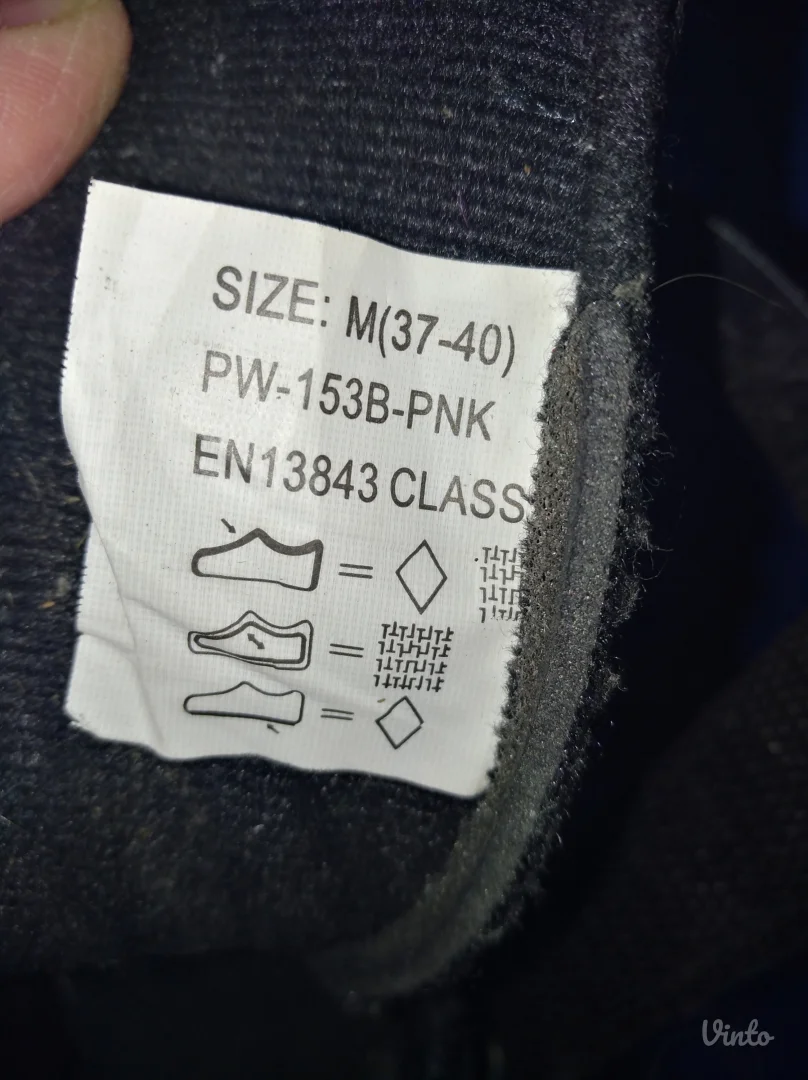 SIZE: M(37-40)
PW-153B-PNK
EN13843 CLASS
Vinto